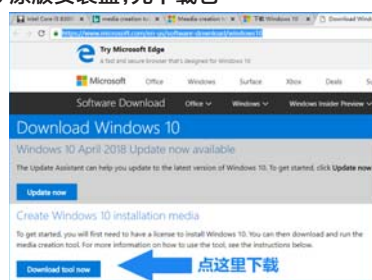 Intel Core i3 8300
media creation to
Media creation t
下载 Windows 10
Download Wind
https://www.microsoft.com/en-us/software-download/windows10
Try Microsoft Edge
A fast and secure browser that's designed for Windows 10
Microsoft Office Windows Surface Xbox Deals
Software Download Office Windows Windows Insider Preview
Download Windows 10
Windows 10 April 2018 Update now available
The Update Assistant can help you update to the latest version of Windows 10. To get started, click Update now
Update now
Create Windows 10 installation media
To get started, you will first need to have a license to install Windows 10. You can then download and run the
media creation tool. For more information on how to use the tool, see the instructions below.
Download tool now
点这里下载